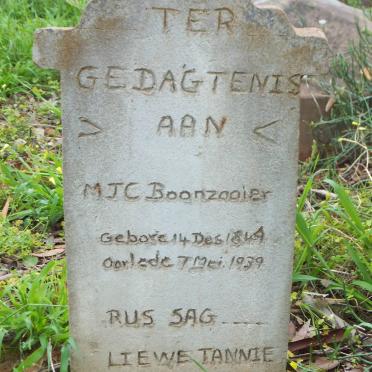 TER
GEDAGTENIS
> AAN <
MJC Boonzaaier
Gebore 14 Des 1849
Oorlede 7 Mei 1939
RUS SAG ----
LIEWE TANNIE